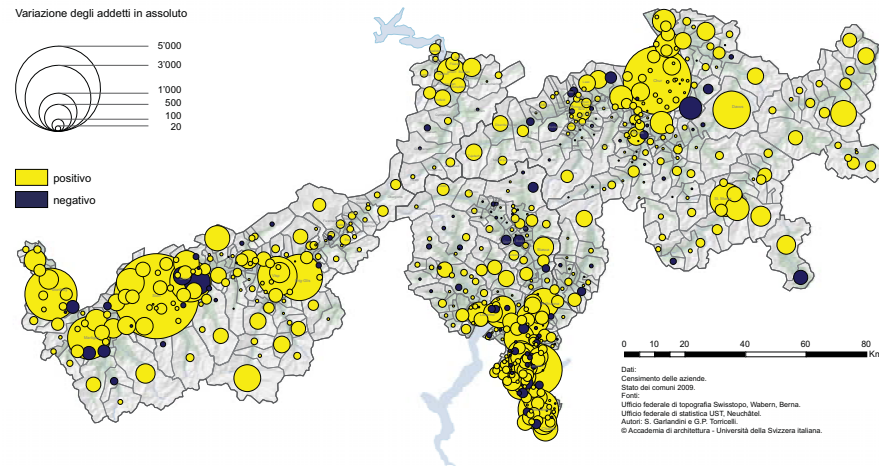 Variazione degli addetti in assoluto
5'000
3'000
1'000
500
100
20
positivo
negativo
0 10 20 40 60 80 Km
Dati:
Censimento delle aziende.
Stato dei comuni 2009.
Fonti:
Ufficio federale di topografia Swisstopo, Wabern, Berna.
Ufficio federale di statistica UST, Neuchâtel.
Autori: S. Garlandini e G.P. Torricelli.
© Accademia di architettura - Università della Svizzera italiana.